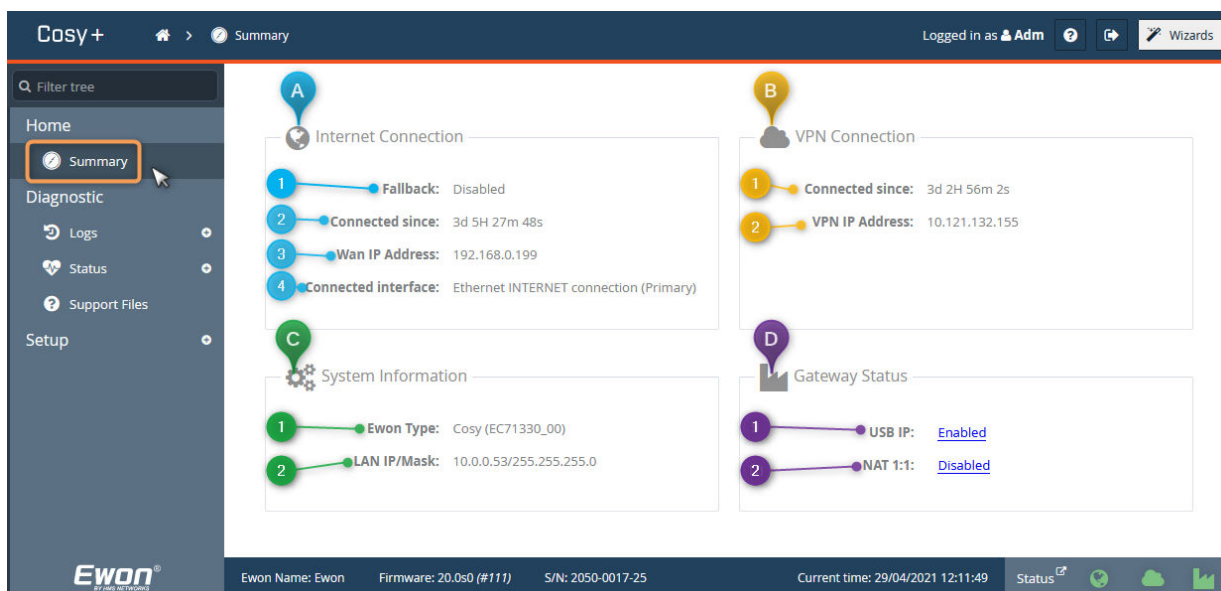 Cosy+
Summary
Logged in as Adm
Wizards
Filter tree
Home
Summary
Diagnostic
Logs
Status
Support Files
Setup
A
Internet Connection
1 Fallback: Disabled
2 Connected since: 3d 5H 27m 48s
3 Wan IP Address: 192.168.0.199
4 Connected interface: Ethernet INTERNET connection (Primary)
B
VPN Connection
1 Connected since: 3d 2H 56m 2s
2 VPN IP Address: 10.121.132.155
C
System Information
1 Ewon Type: Cosy (EC71330_00)
2 LAN IP/Mask: 10.0.0.53/255.255.255.0
D
Gateway Status
1 USB IP: Enabled
2 NAT 1:1: Disabled
Ewon®
BY HMS NETWORKS
Ewon Name: Ewon Firmware: 20.0s0 (#111) S/N: 2050-0017-25 Current time: 29/04/2021 12:11:49 Status